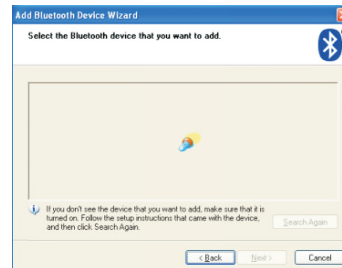 Add Bluetooth Device Wizard
Select the Bluetooth device that you want to add.
If you don't see the device that you want to add, make sure that it is
turned on. Follow the setup instructions that came with the device,
and then click Search Again.
Search Again
< Back
Next >
Cancel